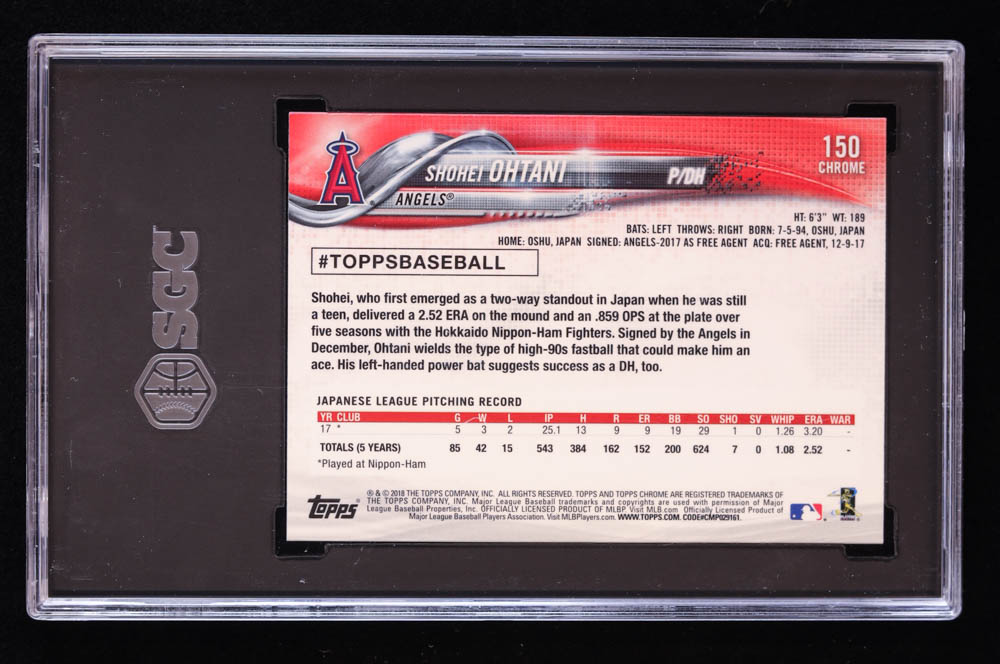 SGC
A
SHOHEI OHTANI
P/DH
ANGELS®
150
CHROME
HT: 6'3" WT: 189
BATS: LEFT THROWS: RIGHT BORN: 7-5-94, OSHU, JAPAN
HOME: OSHU, JAPAN SIGNED: ANGELS-2017 AS FREE AGENT ACQ: FREE AGENT, 12-9-17
#TOPPSBASEBALL
Shohei, who first emerged as a two-way standout in Japan when he was still
a teen, delivered a 2.52 ERA on the mound and an .859 OPS at the plate over
five seasons with the Hokkaido Nippon-Ham Fighters. Signed by the Angels in
December, Ohtani wields the type of high-90s fastball that could make him an
ace. His left-handed power bat suggests success as a DH, too.
JAPANESE LEAGUE PITCHING RECORD
YR CLUB G W L IP H R ER BB SO SHO SV WHIP ERA WAR
17 * 5 3 2 25.1 13 9 9 19 29 1 0 1.26 3.20 -
TOTALS (5 YEARS) 85 42 15 543 384 162 152 200 624 7 0 1.08 2.52 -
*Played at Nippon-Ham
topps®
® & © 2018 THE TOPPS COMPANY, INC. ALL RIGHTS RESERVED. TOPPS AND TOPPS CHROME ARE REGISTERED TRADEMARKS OF
THE TOPPS COMPANY, INC. Major League Baseball trademarks and copyrights are used with permission of Major
League Baseball Properties, Inc. OFFICIALLY LICENSED PRODUCT OF MLBP. Visit MLB.com Officially Licensed Product of
Major League Baseball Players Association. Visit MLBPlayers.com. WWW.TOPPS.COM. CODE#CMP029161.